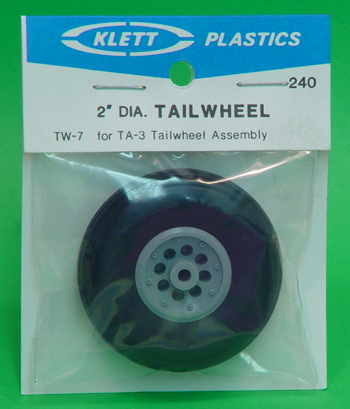 KLETT PLASTICS
240
2" DIA. TAILWHEEL
TW-7 for TA-3 Tailwheel Assembly